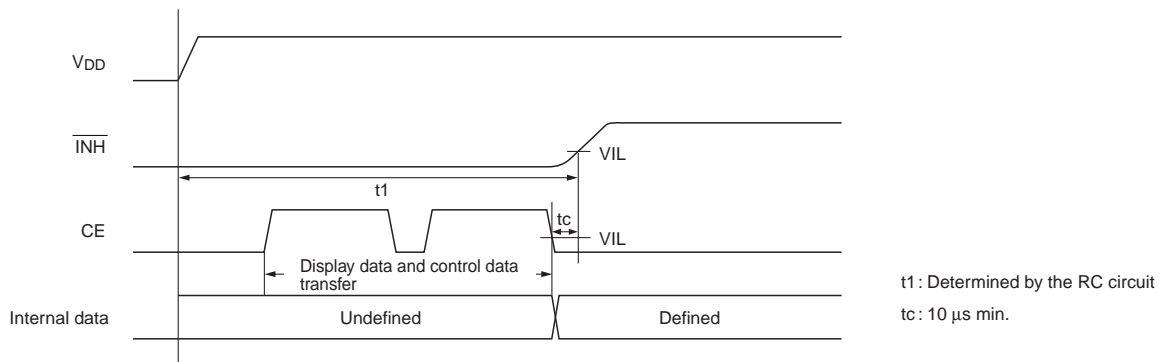 VDD
INH
VIL
t1
CE
tc
VIL
Display data and control data
transfer
Internal data
Undefined
Defined
t1 : Determined by the RC circuit
tc : 10 μs min.